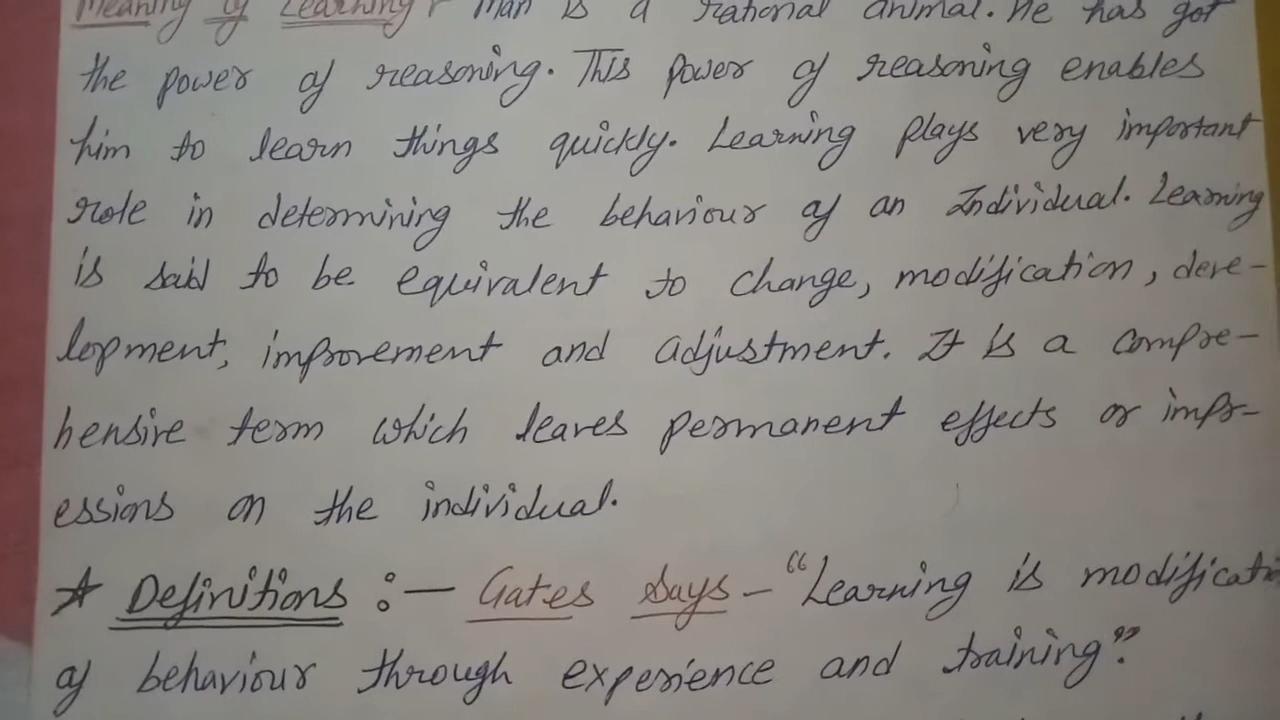 Meaning of Learning : Man is a rational animal. He has got
the power of reasoning. This power of reasoning enables
him to learn things quickly. Learning plays very important
role in determining the behaviour of an Individual. Learning
is said to be equivalent to change, modification, deve-
lopment, improvement and adjustment. It is a compre-
hensive term which leaves permanent effects or impr-
essions on the individual.
★ Definitions :— Gates Says — "Learning is modificati
of behaviour through experience and training".